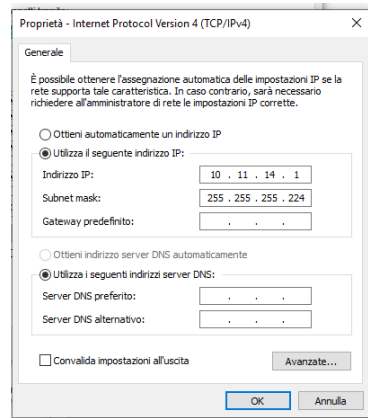 Proprietà - Internet Protocol Version 4 (TCP/IPv4)
Generale
È possibile ottenere l'assegnazione automatica delle impostazioni IP se la
rete supporta tale caratteristica. In caso contrario, sarà necessario
richiedere all'amministratore di rete le impostazioni IP corrette.
Ottieni automaticamente un indirizzo IP
Utilizza il seguente indirizzo IP:
Indirizzo IP: 10 . 11 . 14 . 1
Subnet mask: 255 . 255 . 255 . 224
Gateway predefinito: . . .
Ottieni indirizzo server DNS automaticamente
Utilizza i seguenti indirizzi server DNS:
Server DNS preferito: . . .
Server DNS alternativo: . . .
Convalida impostazioni all'uscita
Avanzate...
OK Annulla